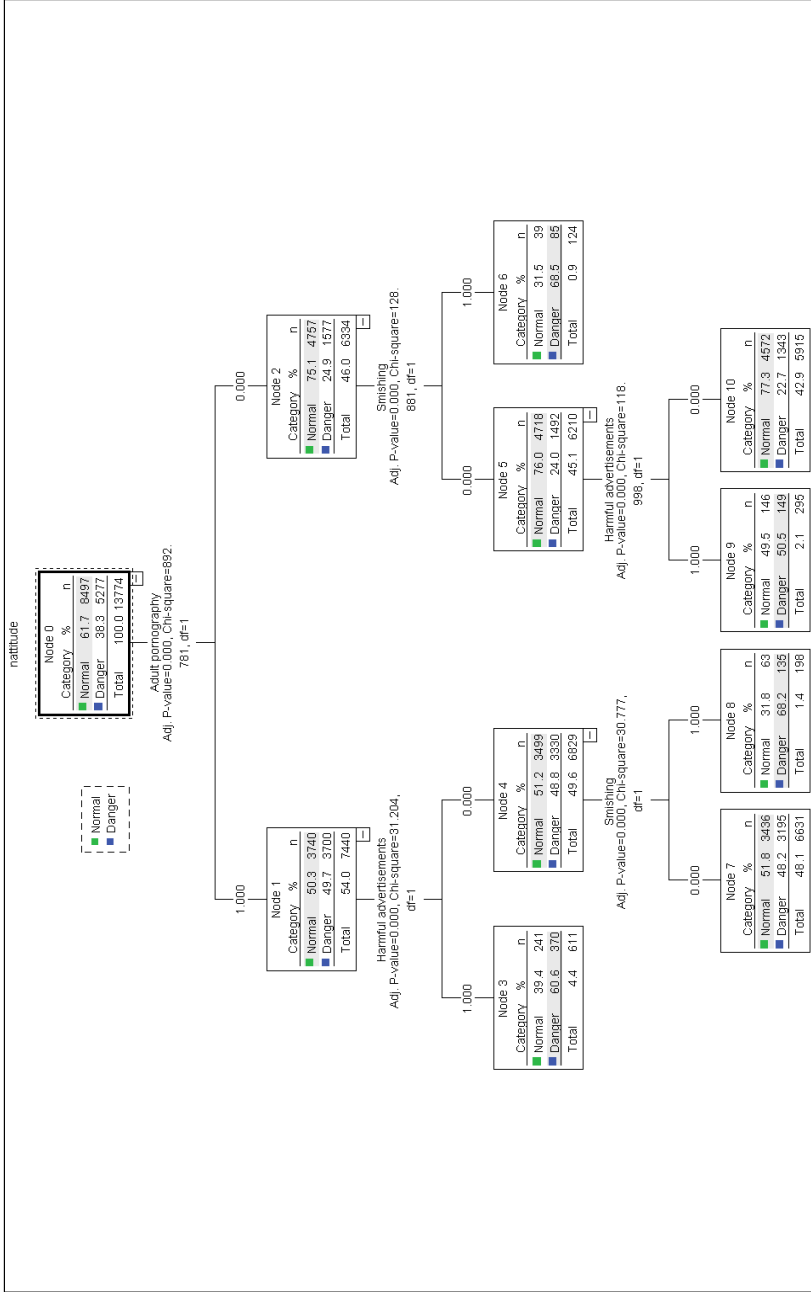 nattitude
Normal
Danger
Node 0
Category % n
Normal 61.7 8497
Danger 38.3 5277
Total 100.0 13774
Adult pornography
Adj. P-value=0.000, Chi-square=892.
781, df=1
1.000
0.000
Node 1
Category % n
Normal 50.3 3740
Danger 49.7 3700
Total 54.0 7440
Harmful advertisements
Adj. P-value=0.000, Chi-square=31.204,
df=1
Node 2
Category % n
Normal 75.1 4757
Danger 24.9 1577
Total 46.0 6334
Smishing
Adj. P-value=0.000, Chi-square=128.
881, df=1
1.000
0.000
0.000
1.000
Node 3
Category % n
Normal 39.4 241
Danger 60.6 370
Total 4.4 611
Node 4
Category % n
Normal 51.2 3499
Danger 48.8 3330
Total 49.6 6829
Smishing
Adj. P-value=0.000, Chi-square=30.777,
df=1
Node 5
Category % n
Normal 76.0 4718
Danger 24.0 1492
Total 45.1 6210
Harmful advertisements
Adj. P-value=0.000, Chi-square=118.
998, df=1
Node 6
Category % n
Normal 31.5 39
Danger 68.5 85
Total 0.9 124
0.000
1.000
1.000
0.000
Node 7
Category % n
Normal 51.8 3436
Danger 48.2 3195
Total 48.1 6631
Node 8
Category % n
Normal 31.8 63
Danger 68.2 135
Total 1.4 198
Node 9
Category % n
Normal 49.5 146
Danger 50.5 149
Total 2.1 295
Node 10
Category % n
Normal 77.3 4572
Danger 22.7 1343
Total 42.9 5915